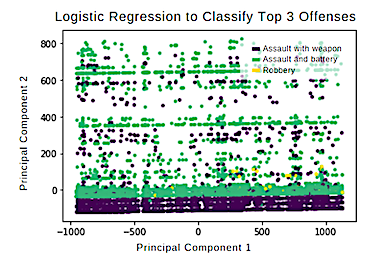 Logistic Regression to Classify Top 3 Offenses
800
600
400
200
0
Principal Component 2
Assault with weapon
Assault and battery
Robbery
−1000
−500
0
500
1000
Principal Component 1